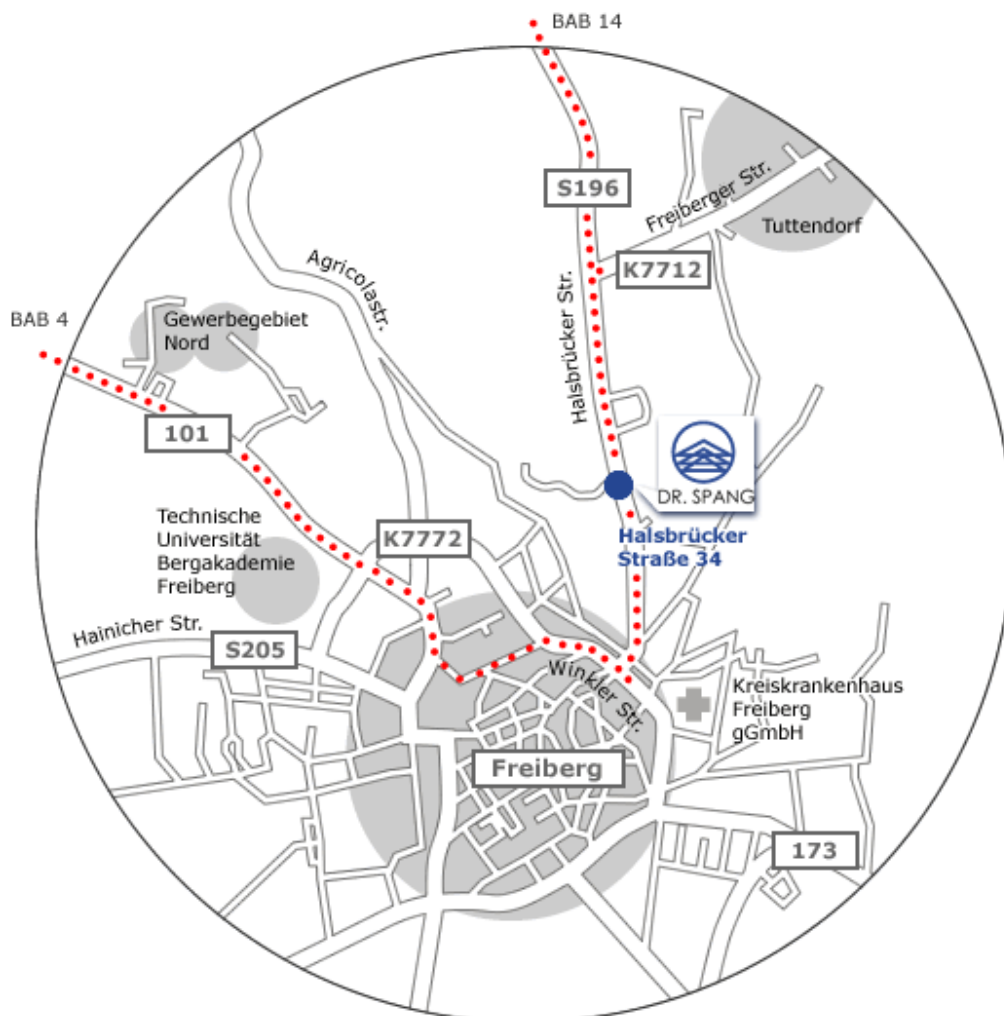 BAB 14
S196
Freiberger Str.
Tuttendorf
K7712
Agricolastr.
Halsbrücker Str.
BAB 4
Gewerbegebiet
Nord
101
DR. SPANG
Technische
Universität
Bergakademie
Freiberg
K7772
Halsbrücker
Straße 34
Hainicher Str.
S205
Winkler Str.
Kreiskrankenhaus
Freiberg
gGmbH
Freiberg
173